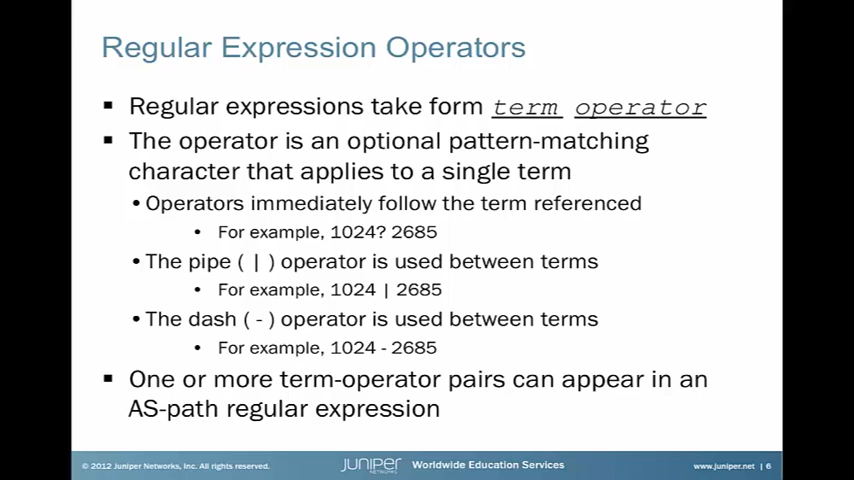 Regular Expression Operators
▪ Regular expressions take form term operator
▪ The operator is an optional pattern-matching
character that applies to a single term
• Operators immediately follow the term referenced
• For example, 1024? 2685
• The pipe ( | ) operator is used between terms
• For example, 1024 | 2685
• The dash ( - ) operator is used between terms
• For example, 1024 - 2685
▪ One or more term-operator pairs can appear in an
AS-path regular expression
© 2012 Juniper Networks, Inc. All rights reserved. JUNIPER NETWORKS Worldwide Education Services www.juniper.net | 6